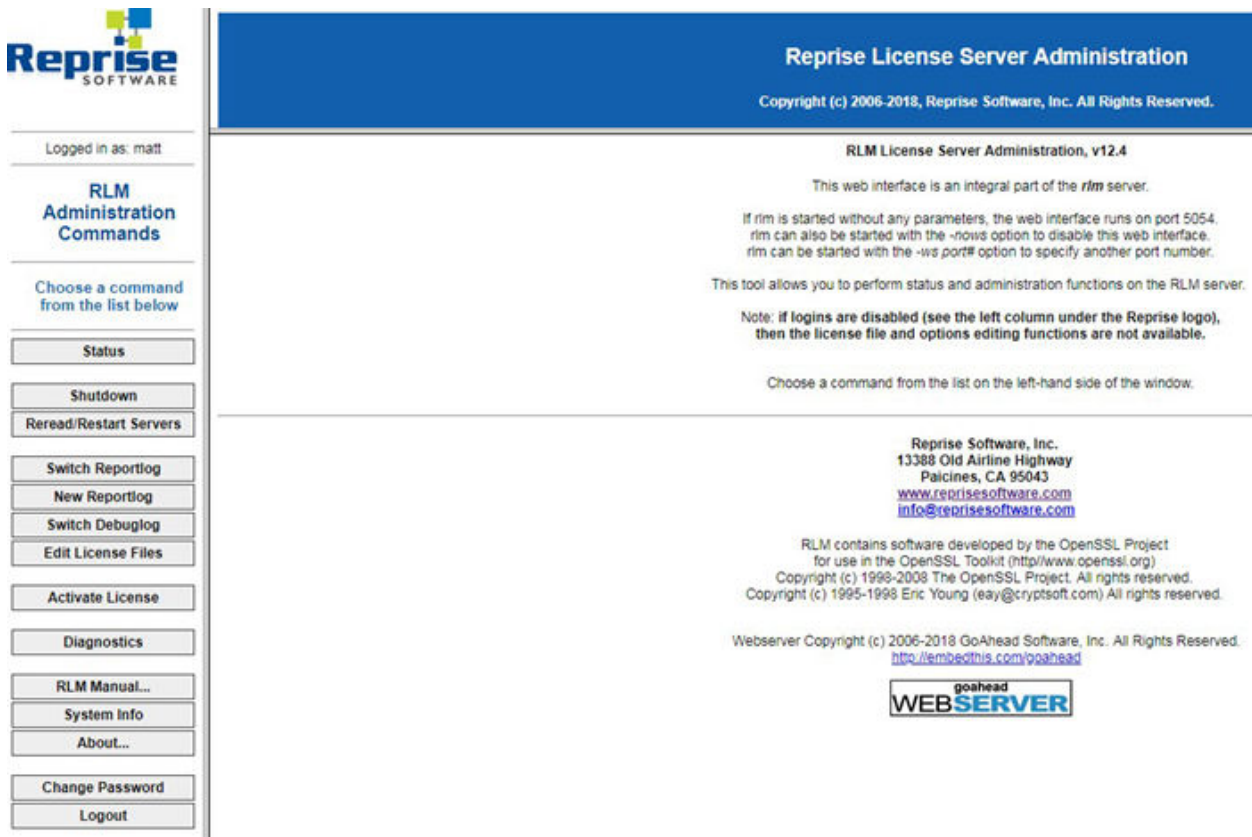 Reprise
SOFTWARE
Logged in as: matt
RLM
Administration
Commands
Choose a command
from the list below
Status
Shutdown
Reread/Restart Servers
Switch Reportlog
New Reportlog
Switch Debuglog
Edit License Files
Activate License
Diagnostics
RLM Manual...
System Info
About...
Change Password
Logout
Reprise License Server Administration
Copyright (c) 2006-2018, Reprise Software, Inc. All Rights Reserved.
RLM License Server Administration, v12.4
This web interface is an integral part of the rlm server.
If rlm is started without any parameters, the web interface runs on port 5054.
rlm can also be started with the -nows option to disable this web interface.
rlm can be started with the -ws port# option to specify another port number.
This tool allows you to perform status and administration functions on the RLM server.
Note: if logins are disabled (see the left column under the Reprise logo),
then the license file and options editing functions are not available.
Choose a command from the list on the left-hand side of the window.
Reprise Software, Inc.
13388 Old Airline Highway
Paicines, CA 95043
www.reprisesoftware.com
info@reprisesoftware.com
RLM contains software developed by the OpenSSL Project
for use in the OpenSSL Toolkit (http//www.openssl.org)
Copyright (c) 1998-2008 The OpenSSL Project. All rights reserved.
Copyright (c) 1995-1998 Eric Young (eay@cryptsoft.com) All rights reserved.
Webserver Copyright (c) 2006-2018 GoAhead Software, Inc. All Rights Reserved.
http://embedthis.com/goahead
goahead
WEBSERVER